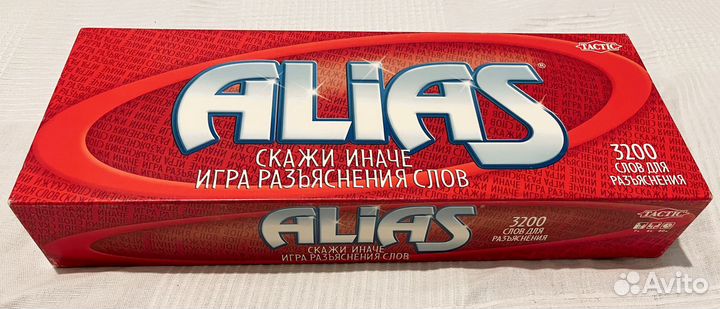 TACTIC
ALiAS®
СКАЖИ ИНАЧЕ
ИГРА РАЗЪЯСНЕНИЯ СЛОВ
3200
СЛОВ ДЛЯ
РАЗЪЯСНЕНИЯ
ALiAS
СКАЖИ ИНАЧЕ
ИГРА РАЗЪЯСНЕНИЯ СЛОВ
3200
СЛОВ ДЛЯ
РАЗЪЯСНЕНИЯ
TACTIC
Avito